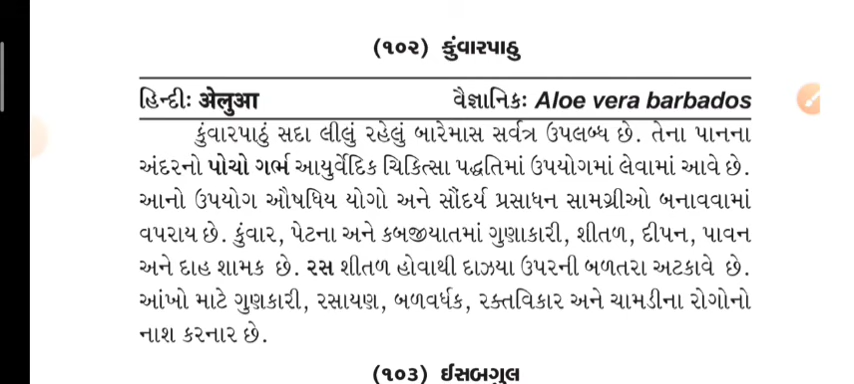 (૧૦૨) કુંવારપાઠુ
હિન્દીઃ ऐलुआ વૈજ્ઞાનિકઃ Aloe vera barbados
કુંવારપાઠું સદા લીલું રહેલું બારેમાસ સર્વત્ર ઉપલબ્ધ છે. તેના પાનના
અંદરનો પોચો ગર્ભ આયુર્વેદિક ચિકિત્સા પદ્ધતિમાં ઉપયોગમાં લેવામાં આવે છે.
આનો ઉપયોગ ઔષધિય યોગો અને સૌંદર્ય પ્રસાધન સામગ્રીઓ બનાવવામાં
વપરાય છે. કુંવાર, પેટના અને કબજીયાતમાં ગુણાકારી, શીતળ, દીપન, પાવન
અને દાહ શામક છે. રસ શીતળ હોવાથી દાઝયા ઉપરની બળતરા અટકાવે છે.
આંખો માટે ગુણકારી, રસાયણ, બળવર્ધક, રક્તવિકાર અને ચામડીના રોગોનો
નાશ કરનાર છે.
(૧૦૩) ઈસબગુલ